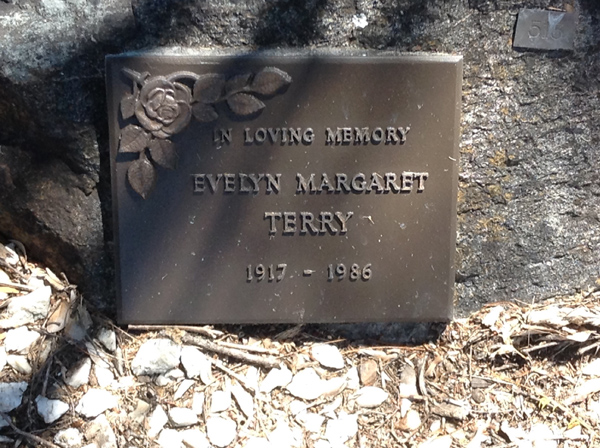 IN LOVING MEMORY
EVELYN MARGARET
TERRY
1917 - 1986